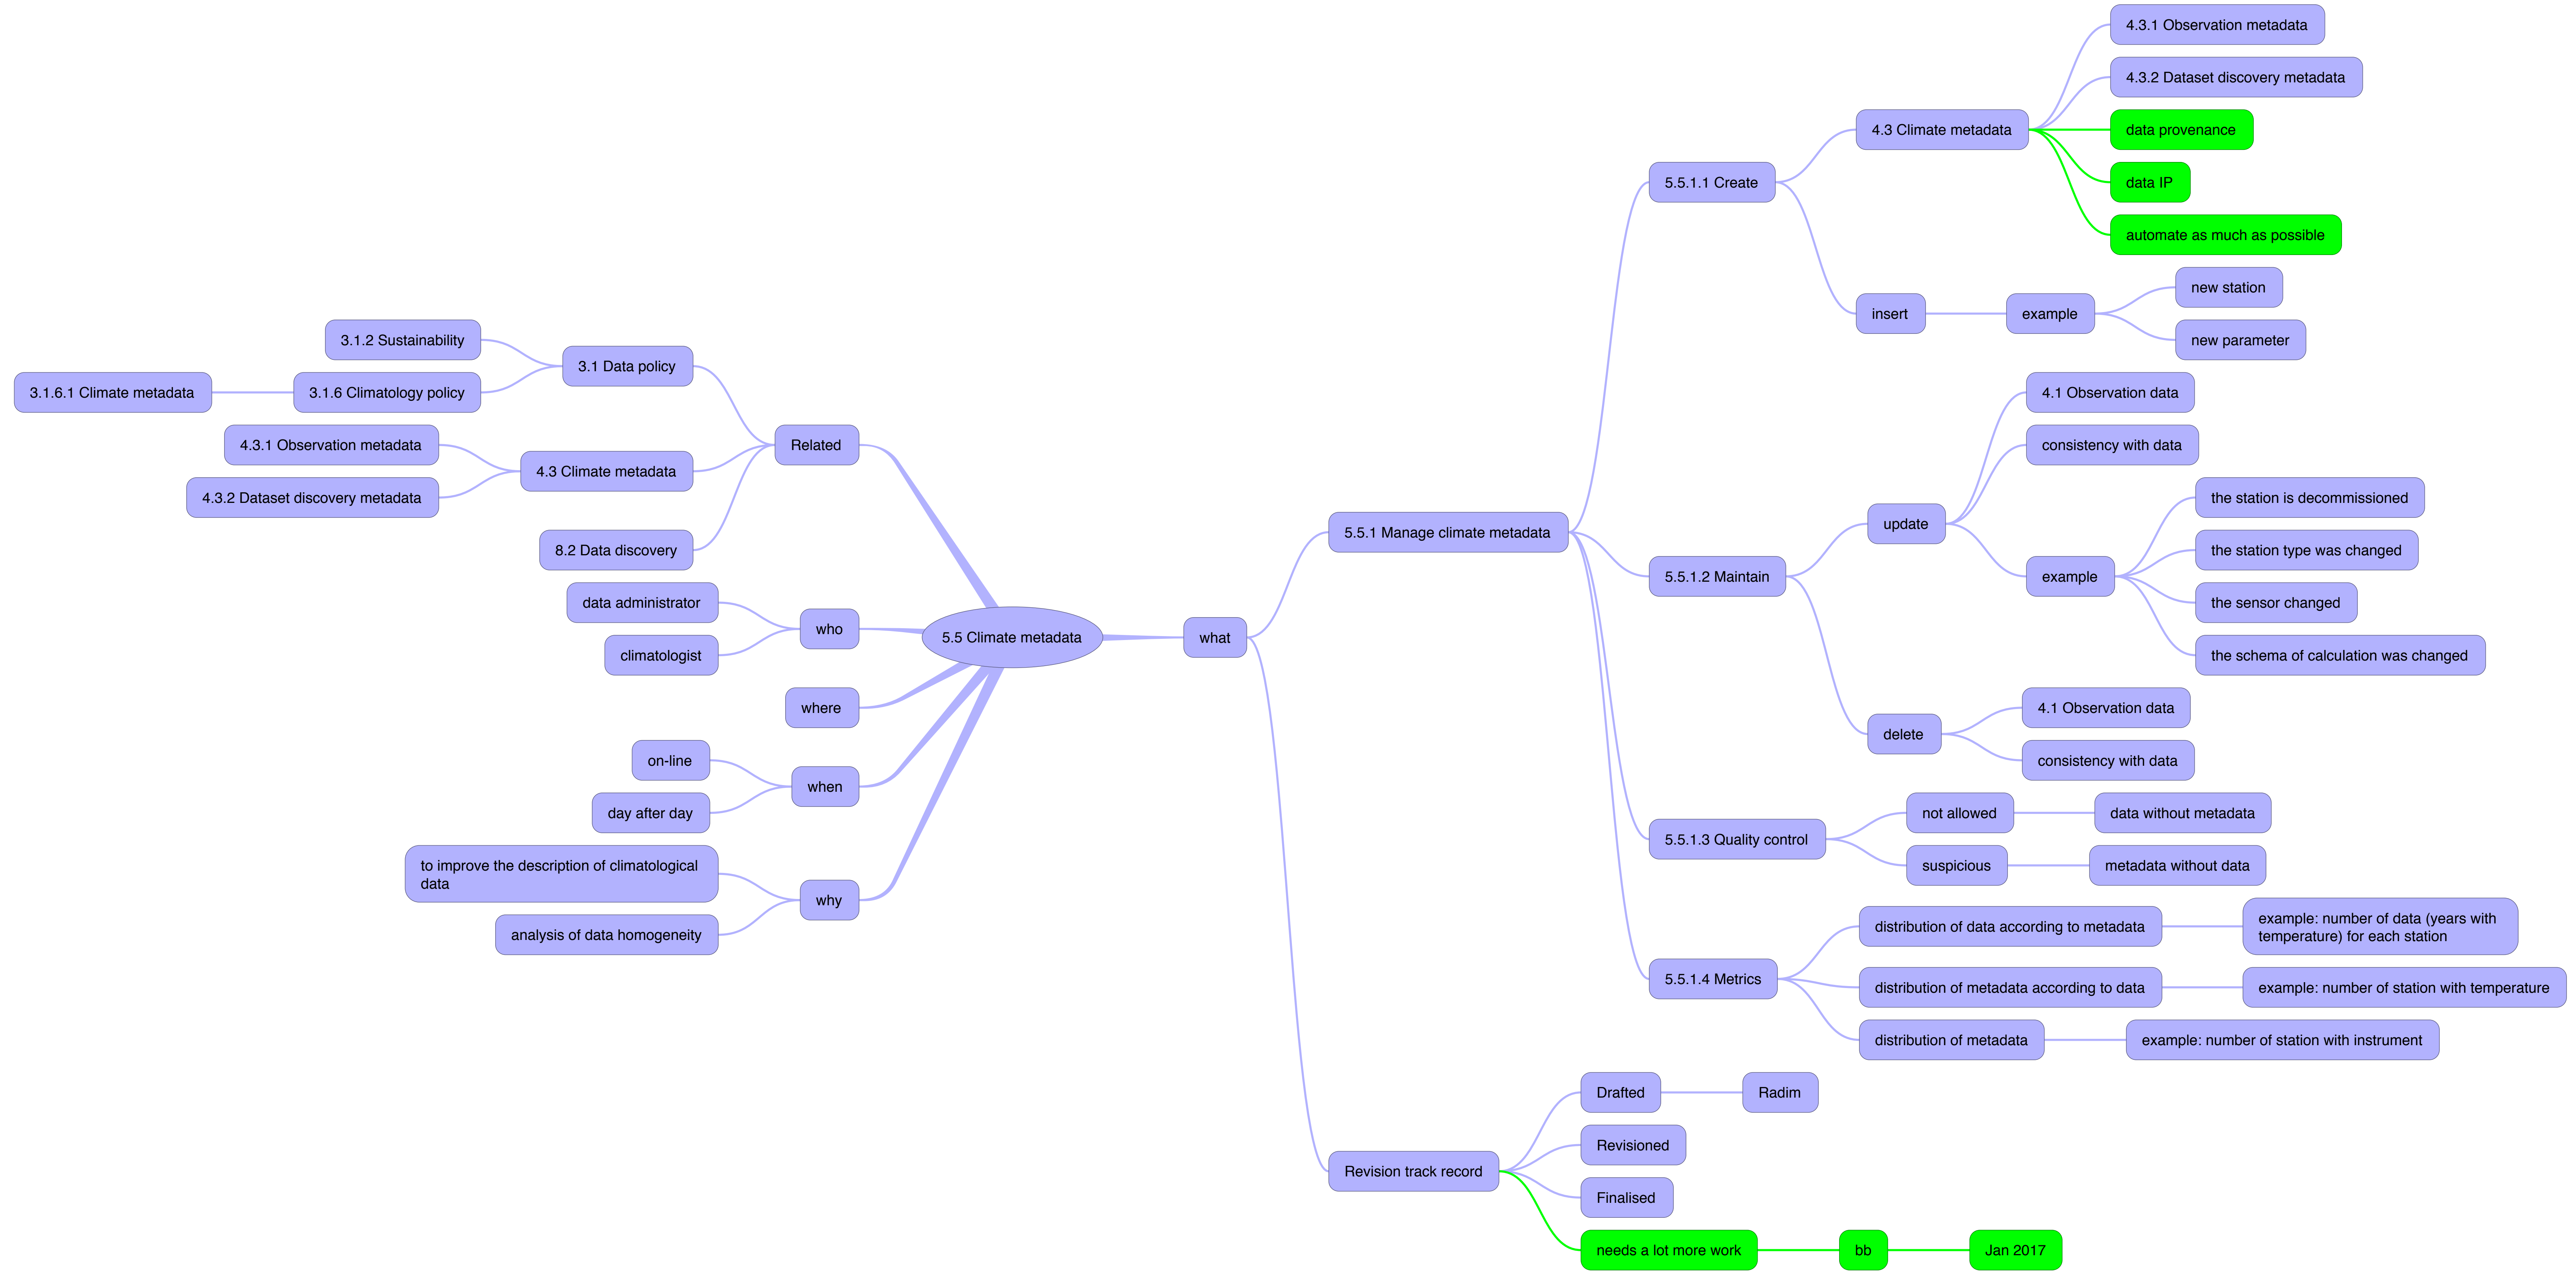 5.5 Climate metadata
Related
3.1 Data policy
3.1.2 Sustainability
3.1.6 Climatology policy
3.1.6.1 Climate metadata
4.3 Climate metadata
4.3.1 Observation metadata
4.3.2 Dataset discovery metadata
8.2 Data discovery
who
data administrator
climatologist
where
when
on-line
day after day
why
to improve the description of climatological
data
analysis of data homogeneity
what
5.5.1 Manage climate metadata
5.5.1.1 Create
4.3 Climate metadata
4.3.1 Observation metadata
4.3.2 Dataset discovery metadata
data provenance
data IP
automate as much as possible
insert
example
new station
new parameter
5.5.1.2 Maintain
update
4.1 Observation data
consistency with data
example
the station is decommissioned
the station type was changed
the sensor changed
the schema of calculation was changed
delete
4.1 Observation data
consistency with data
5.5.1.3 Quality control
not allowed
data without metadata
suspicious
metadata without data
5.5.1.4 Metrics
distribution of data according to metadata
example: number of data (years with
temperature) for each station
distribution of metadata according to data
example: number of station with temperature
distribution of metadata
example: number of station with instrument
Revision track record
Drafted
Radim
Revisioned
Finalised
needs a lot more work
bb
Jan 2017